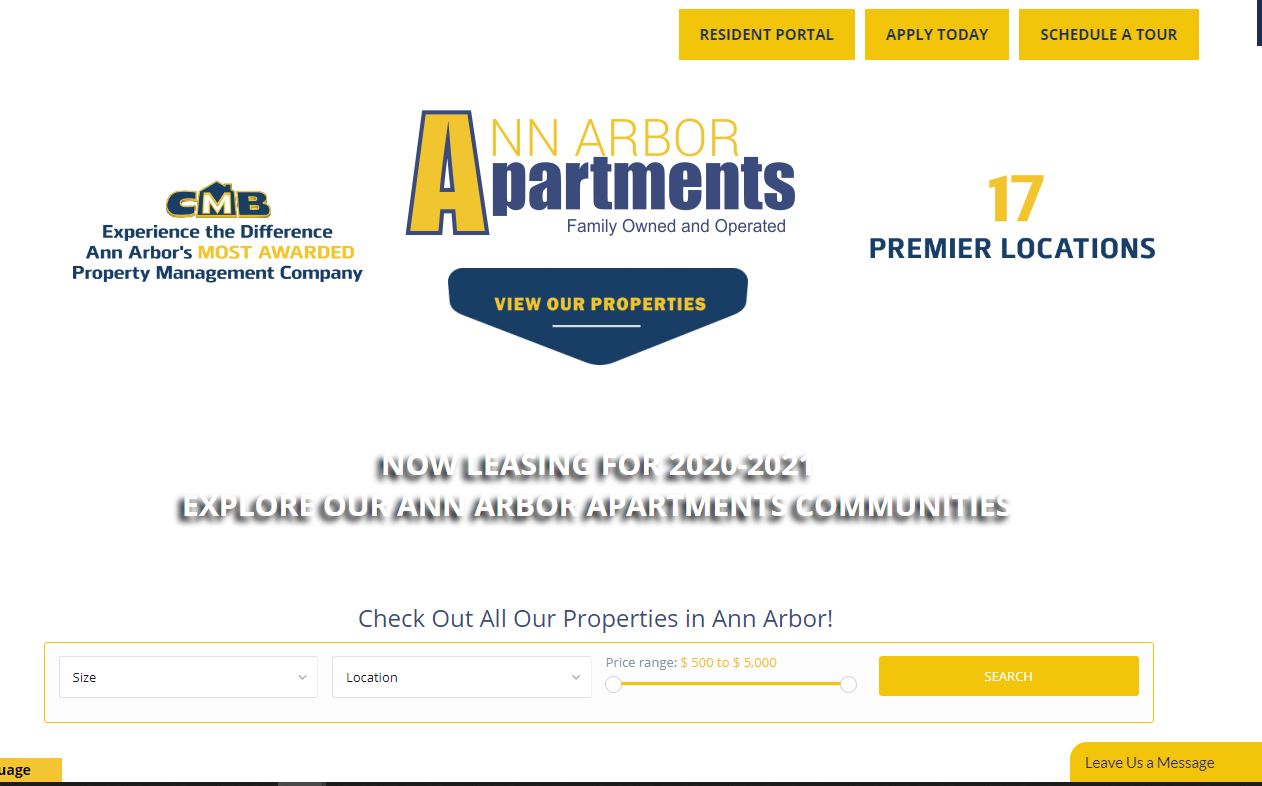 RESIDENT PORTAL
APPLY TODAY
SCHEDULE A TOUR
ANN ARBOR
Apartments
Family Owned and Operated
CMB
Experience the Difference
Ann Arbor's MOST AWARDED
Property Management Company
17
PREMIER LOCATIONS
VIEW OUR PROPERTIES
NOW LEASING FOR 2020-2021
EXPLORE OUR ANN ARBOR APARTMENTS COMMUNITIES
Check Out All Our Properties in Ann Arbor!
Size
Location
Price range: $ 500 to $ 5,000
SEARCH
uage
Leave Us a Message